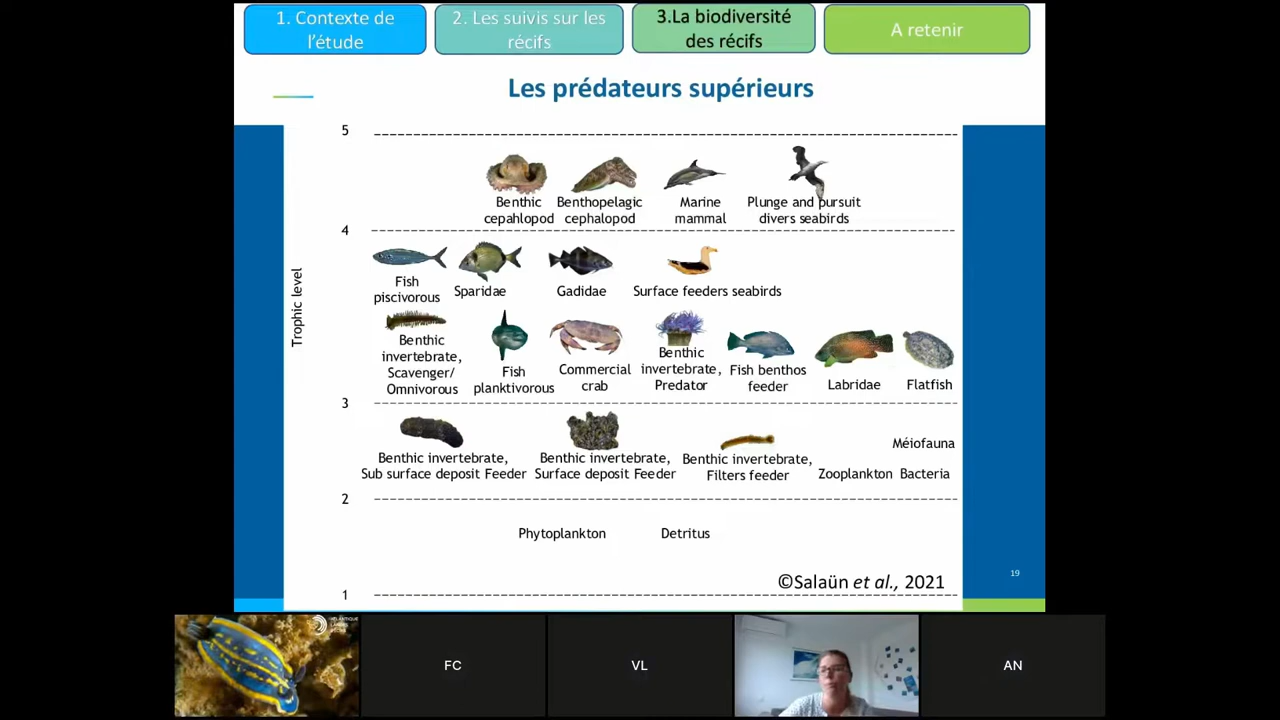 1. Contexte de
l'étude
2. Les suivis sur les
récifs
3.La biodiversité
des récifs
A retenir
Les prédateurs supérieurs
5
Benthic
cepahlopod
Benthopelagic
cephalopod
Marine
mammal
Plunge and pursuit
divers seabirds
4
Fish
piscivorous
Sparidae
Gadidae
Surface feeders seabirds
Trophic level
Benthic
invertebrate,
Scavenger/
Omnivorous
Fish
planktivorous
Commercial
crab
Benthic
invertebrate,
Predator
Fish benthos
feeder
Labridae
Flatfish
3
Benthic invertebrate,
Sub surface deposit Feeder
Benthic invertebrate,
Surface deposit Feeder
Benthic invertebrate,
Filters feeder
Méiofauna
Zooplankton
Bacteria
2
Phytoplankton
Detritus
©Salaün et al., 2021
19
1
FC
VL
AN